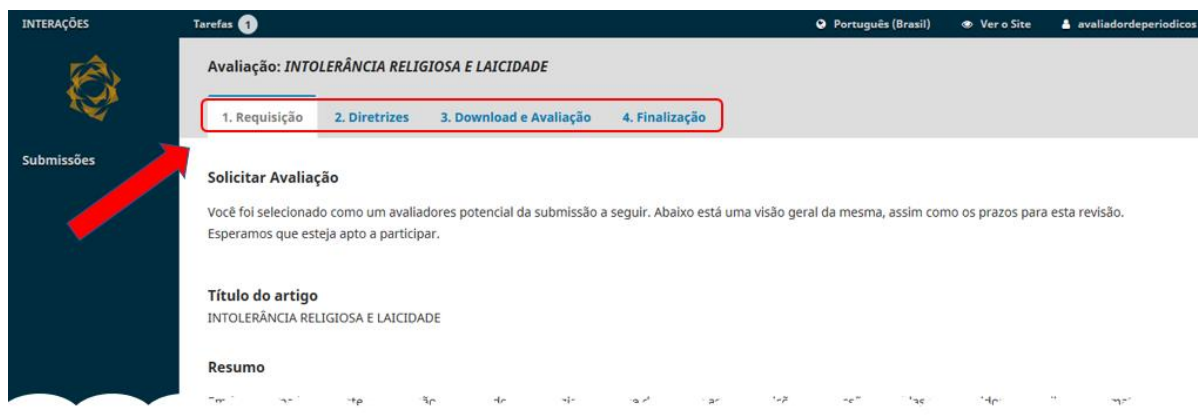 INTERAÇÕES
Tarefas 1
Português (Brasil) Ver o Site avaliadordeperiodicos
Avaliação: INTOLERÂNCIA RELIGIOSA E LAICIDADE
1. Requisição 2. Diretrizes 3. Download e Avaliação 4. Finalização
Submissões
Solicitar Avaliação
Você foi selecionado como um avaliadores potencial da submissão a seguir. Abaixo está uma visão geral da mesma, assim como os prazos para esta revisão.
Esperamos que esteja apto a participar.
Título do artigo
INTOLERÂNCIA RELIGIOSA E LAICIDADE
Resumo